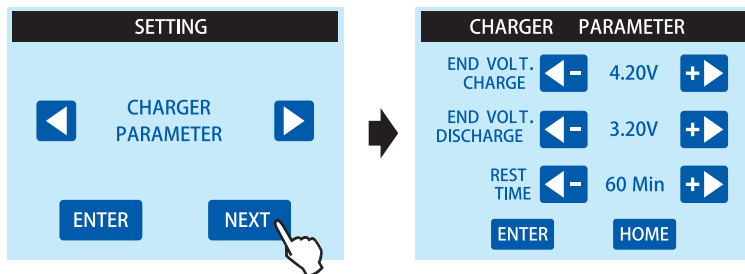 SETTING
CHARGER
PARAMETER
ENTER NEXT
CHARGER PARAMETER
END VOLT.
CHARGE - 4.20V +
END VOLT.
DISCHARGE - 3.20V +
REST
TIME - 60 Min +
ENTER HOME